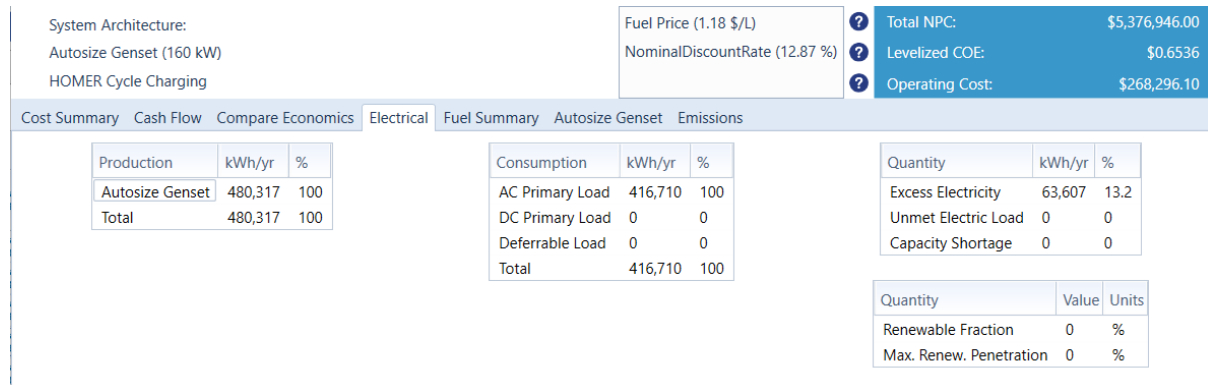 System Architecture:
Autosize Genset (160 kW)
HOMER Cycle Charging
Fuel Price (1.18 $/L)
NominalDiscountRate (12.87 %)
?
?
?
Total NPC: $5,376,946.00
Levelized COE: $0.6536
Operating Cost: $268,296.10
Cost Summary Cash Flow Compare Economics Electrical Fuel Summary Autosize Genset Emissions
Production kWh/yr %
Autosize Genset 480,317 100
Total 480,317 100
Consumption kWh/yr %
AC Primary Load 416,710 100
DC Primary Load 0 0
Deferrable Load 0 0
Total 416,710 100
Quantity kWh/yr %
Excess Electricity 63,607 13.2
Unmet Electric Load 0 0
Capacity Shortage 0 0
Quantity Value Units
Renewable Fraction 0 %
Max. Renew. Penetration 0 %